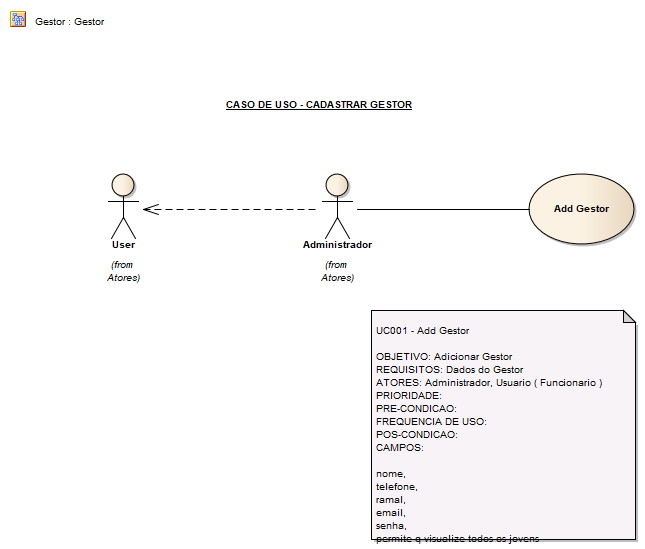 Gestor : Gestor
CASO DE USO - CADASTRAR GESTOR
User
(from
Atores)
Administrador
(from
Atores)
Add Gestor
UC001 - Add Gestor
OBJETIVO: Adicionar Gestor
REQUISITOS: Dados do Gestor
ATORES: Administrador, Usuario ( Funcionario )
PRIORIDADE:
PRE-CONDICAO:
FREQUENCIA DE USO:
POS-CONDICAO:
CAMPOS:
nome,
telefone,
ramal,
email,
senha,
permite q visualize todos os jovens